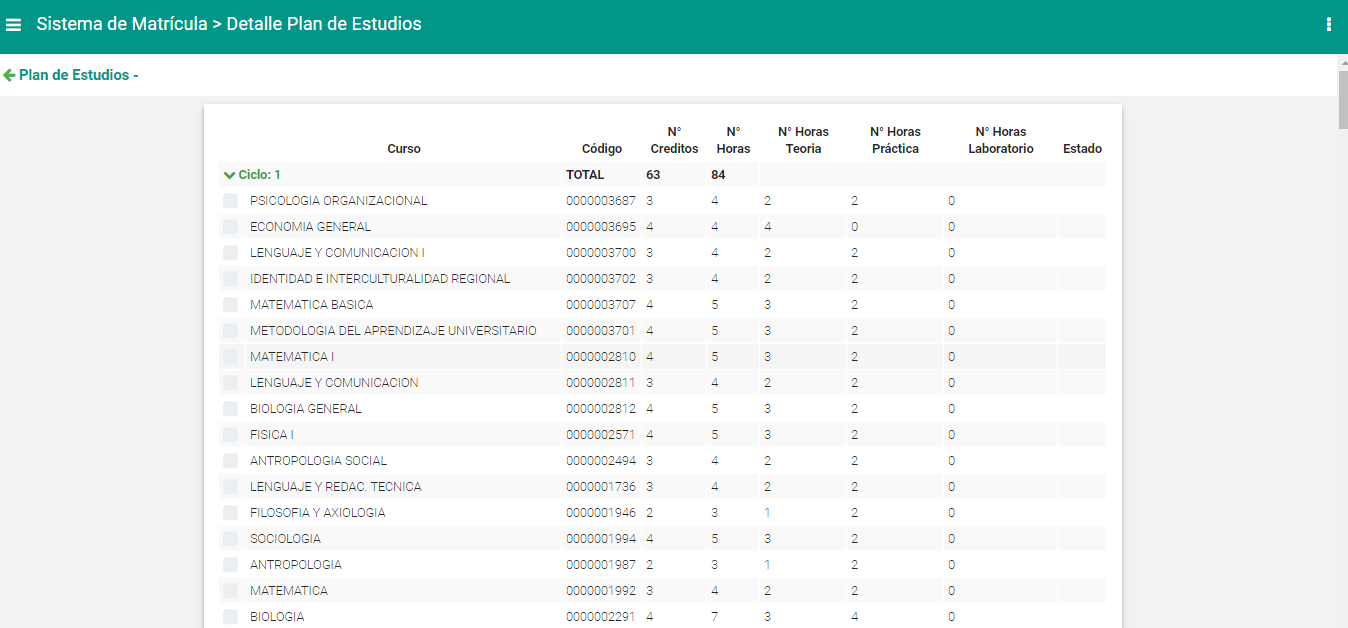 Sistema de Matrícula > Detalle Plan de Estudios
Plan de Estudios -
Curso Código N° Creditos N° Horas N° Horas Teoria N° Horas Práctica N° Horas Laboratorio Estado
Ciclo: 1 TOTAL 63 84
PSICOLOGIA ORGANIZACIONAL 0000003687 3 4 2 2 0
ECONOMIA GENERAL 0000003695 4 4 4 0 0
LENGUAJE Y COMUNICACION I 0000003700 3 4 2 2 0
IDENTIDAD E INTERCULTURALIDAD REGIONAL 0000003702 3 4 2 2 0
MATEMATICA BASICA 0000003707 4 5 3 2 0
METODOLOGIA DEL APRENDIZAJE UNIVERSITARIO 0000003701 4 5 3 2 0
MATEMATICA I 0000002810 4 5 3 2 0
LENGUAJE Y COMUNICACION 0000002811 3 4 2 2 0
BIOLOGIA GENERAL 0000002812 4 5 3 2 0
FISICA I 0000002571 4 5 3 2 0
ANTROPOLOGIA SOCIAL 0000002494 3 4 2 2 0
LENGUAJE Y REDAC. TECNICA 0000001736 3 4 2 2 0
FILOSOFIA Y AXIOLOGIA 0000001946 2 3 1 2 0
SOCIOLOGIA 0000001994 4 5 3 2 0
ANTROPOLOGIA 0000001987 2 3 1 2 0
MATEMATICA 0000001992 3 4 2 2 0
BIOLOGIA 0000002291 4 7 3 4 0